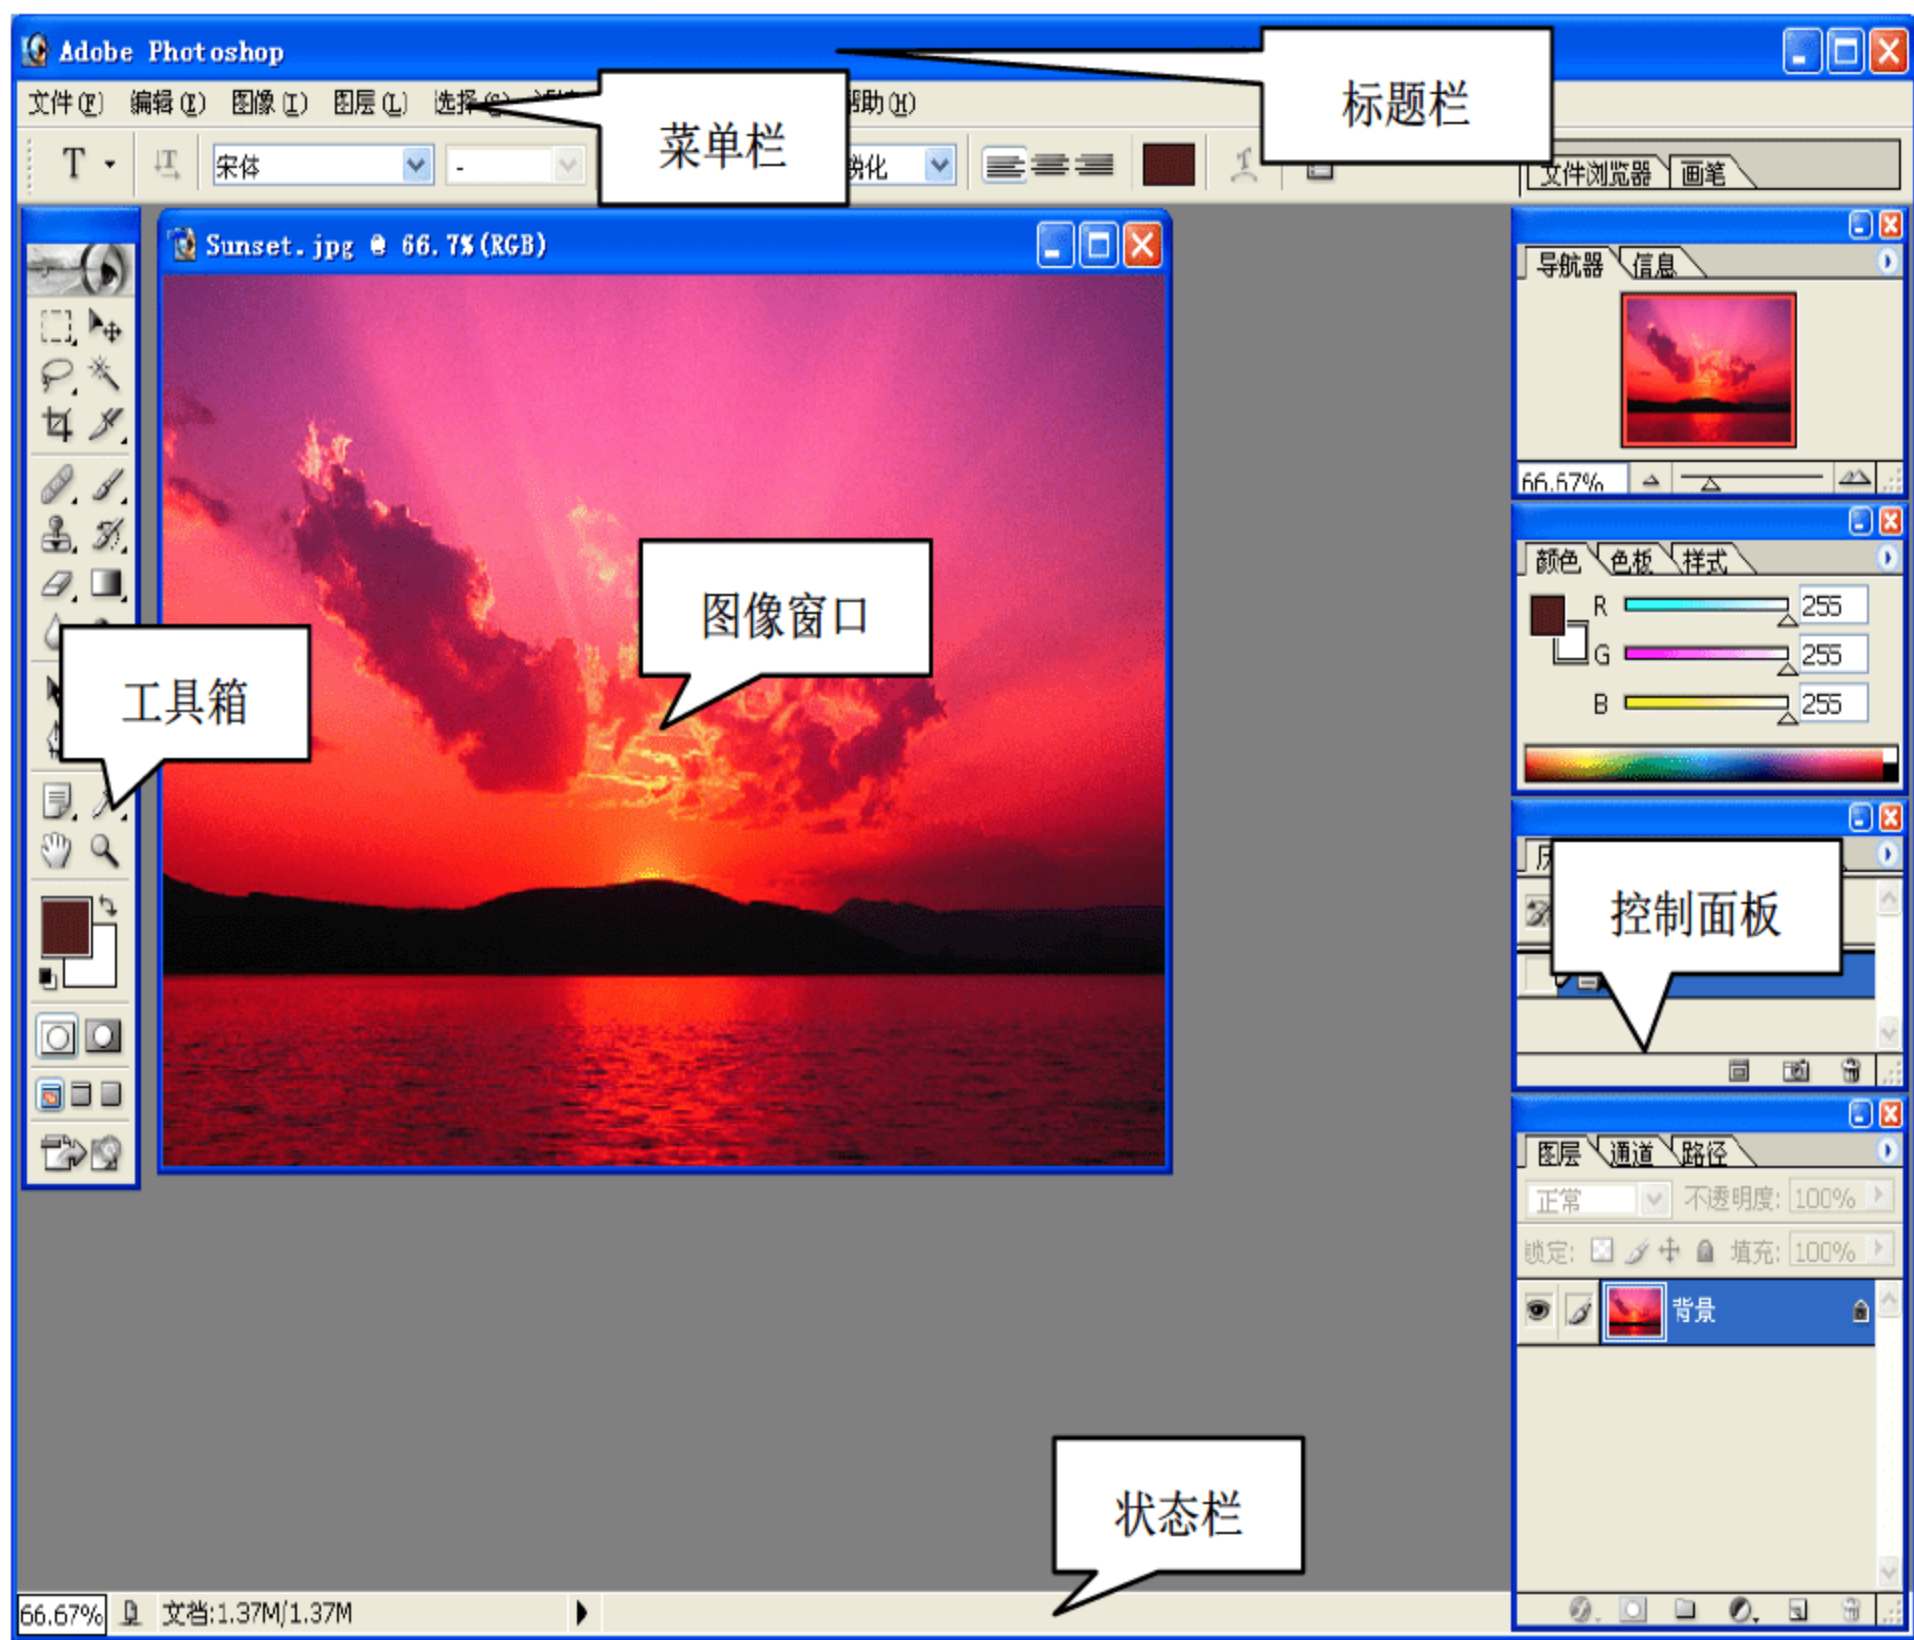 Adobe Photoshop
标题栏
文件(F) 编辑(E) 图像(I) 图层(L) 选择 帮助(H)
菜单栏
T 宋体 - 锐化
文件浏览器 画笔
Sunset.jpg @ 66.7%(RGB)
导航器 信息
66.67%
颜色 色板 样式
R 255
G 255
B 255
图像窗口
工具箱
控制面板
图层 通道 路径
正常 不透明度: 100%
锁定: 填充: 100%
背景
状态栏
66.67% 文档:1.37M/1.37M